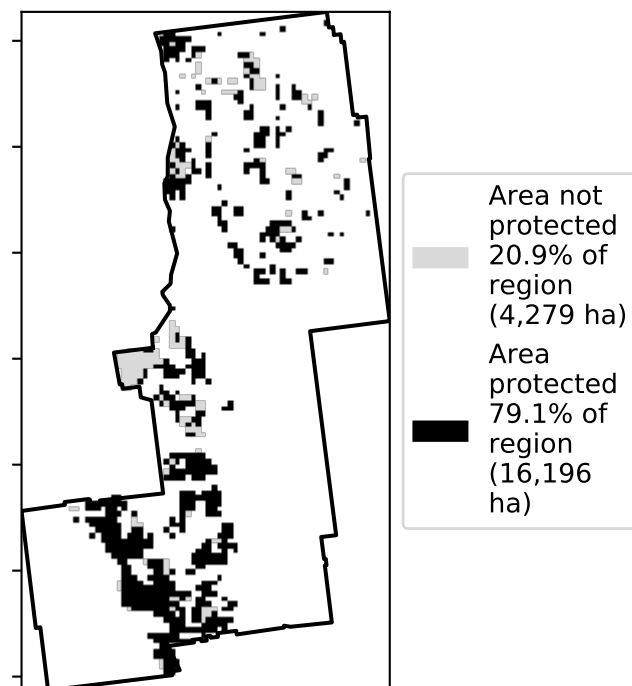 Area not
protected
20.9% of
region
(4,279 ha)
Area
protected
79.1% of
region
(16,196
ha)